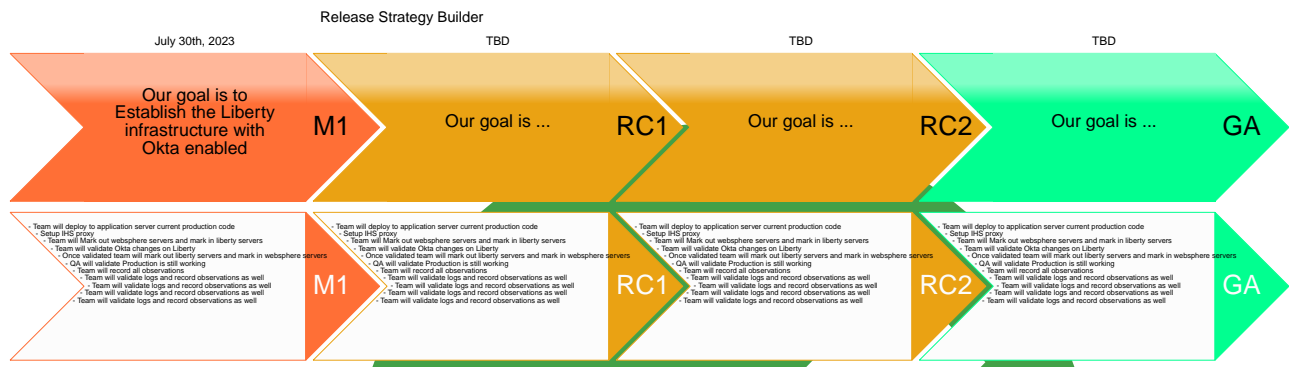 Release Strategy Builder
July 30th, 2023
TBD
TBD
TBD
Our goal is to
Establish the Liberty
infrastructure with
Okta enabled
M1
Our goal is ...
RC1
Our goal is ...
RC2
Our goal is ...
GA
- Team will deploy to application server current production code
- Setup IHS proxy
- Team will Mark out websphere servers and mark in liberty servers
- Team will validate Okta changes on Liberty
- Once validated team will mark out liberty servers and mark in websphere servers
- QA will validate Production is still working
- Team will record all observations
- Team will validate logs and record observations as well
- Team will validate logs and record observations as well
- Team will validate logs and record observations as well
- Team will validate logs and record observations as well
M1
- Team will deploy to application server current production code
- Setup IHS proxy
- Team will Mark out websphere servers and mark in liberty servers
- Team will validate Okta changes on Liberty
- Once validated team will mark out liberty servers and mark in websphere servers
- QA will validate Production is still working
- Team will record all observations
- Team will validate logs and record observations as well
- Team will validate logs and record observations as well
- Team will validate logs and record observations as well
- Team will validate logs and record observations as well
RC1
- Team will deploy to application server current production code
- Setup IHS proxy
- Team will Mark out websphere servers and mark in liberty servers
- Team will validate Okta changes on Liberty
- Once validated team will mark out liberty servers and mark in websphere servers
- QA will validate Production is still working
- Team will record all observations
- Team will validate logs and record observations as well
- Team will validate logs and record observations as well
- Team will validate logs and record observations as well
- Team will validate logs and record observations as well
RC2
- Team will deploy to application server current production code
- Setup IHS proxy
- Team will Mark out websphere servers and mark in liberty servers
- Team will validate Okta changes on Liberty
- Once validated team will mark out liberty servers and mark in websphere servers
- QA will validate Production is still working
- Team will record all observations
- Team will validate logs and record observations as well
- Team will validate logs and record observations as well
- Team will validate logs and record observations as well
- Team will validate logs and record observations as well
GA